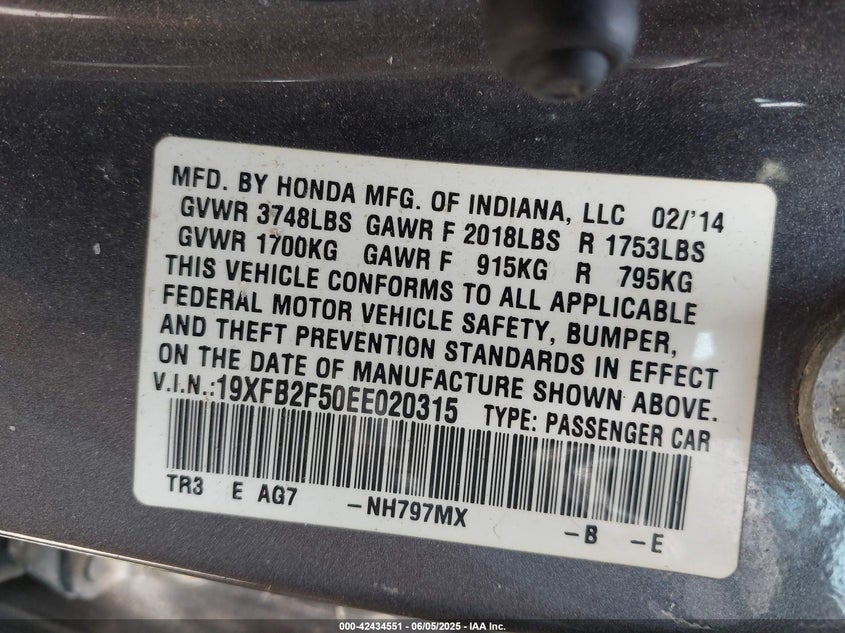 MFD. BY HONDA MFG. OF INDIANA, LLC 02/'14
GVWR 3748LBS GAWR F 2018LBS R 1753LBS
GVWR 1700KG GAWR F 915KG R 795KG
THIS VEHICLE CONFORMS TO ALL APPLICABLE
FEDERAL MOTOR VEHICLE SAFETY, BUMPER,
AND THEFT PREVENTION STANDARDS IN EFFECT
ON THE DATE OF MANUFACTURE SHOWN ABOVE.
V.I.N.:19XFB2F50EE020315 TYPE: PASSENGER CAR
TR3 E AG7 -NH797MX -B -E
000-42434551 - 06/05/2025 - IAA Inc.